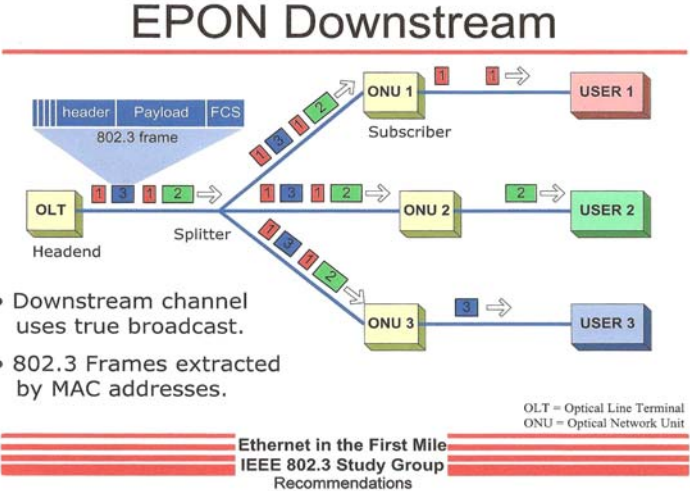 EPON Downstream
header Payload FCS
802.3 frame
1 3 1 2
1 3 1 2
1 3 1 2
1 3 1 2
ONU 1
Subscriber
1 1
USER 1
OLT
Headend
Splitter
ONU 2
2
USER 2
ONU 3
3
USER 3
• Downstream channel
uses true broadcast.
• 802.3 Frames extracted
by MAC addresses.
OLT = Optical Line Terminal
ONU = Optical Network Unit
Ethernet in the First Mile
IEEE 802.3 Study Group
Recommendations